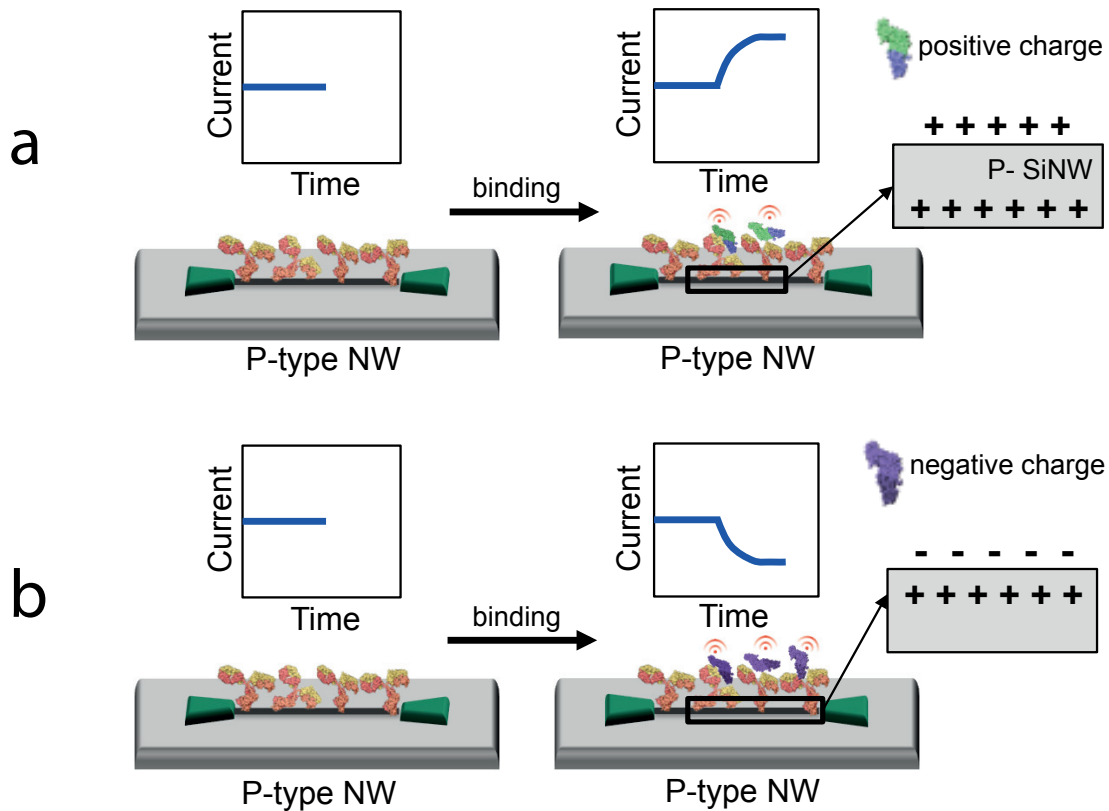 a
Current
Time
binding
Current
Time
positive charge
+ + + + +
P- SiNW
+ + + + + +
P-type NW
P-type NW
b
Current
Time
binding
Current
Time
negative charge
- - - - -
+ + + + + +
P-type NW
P-type NW